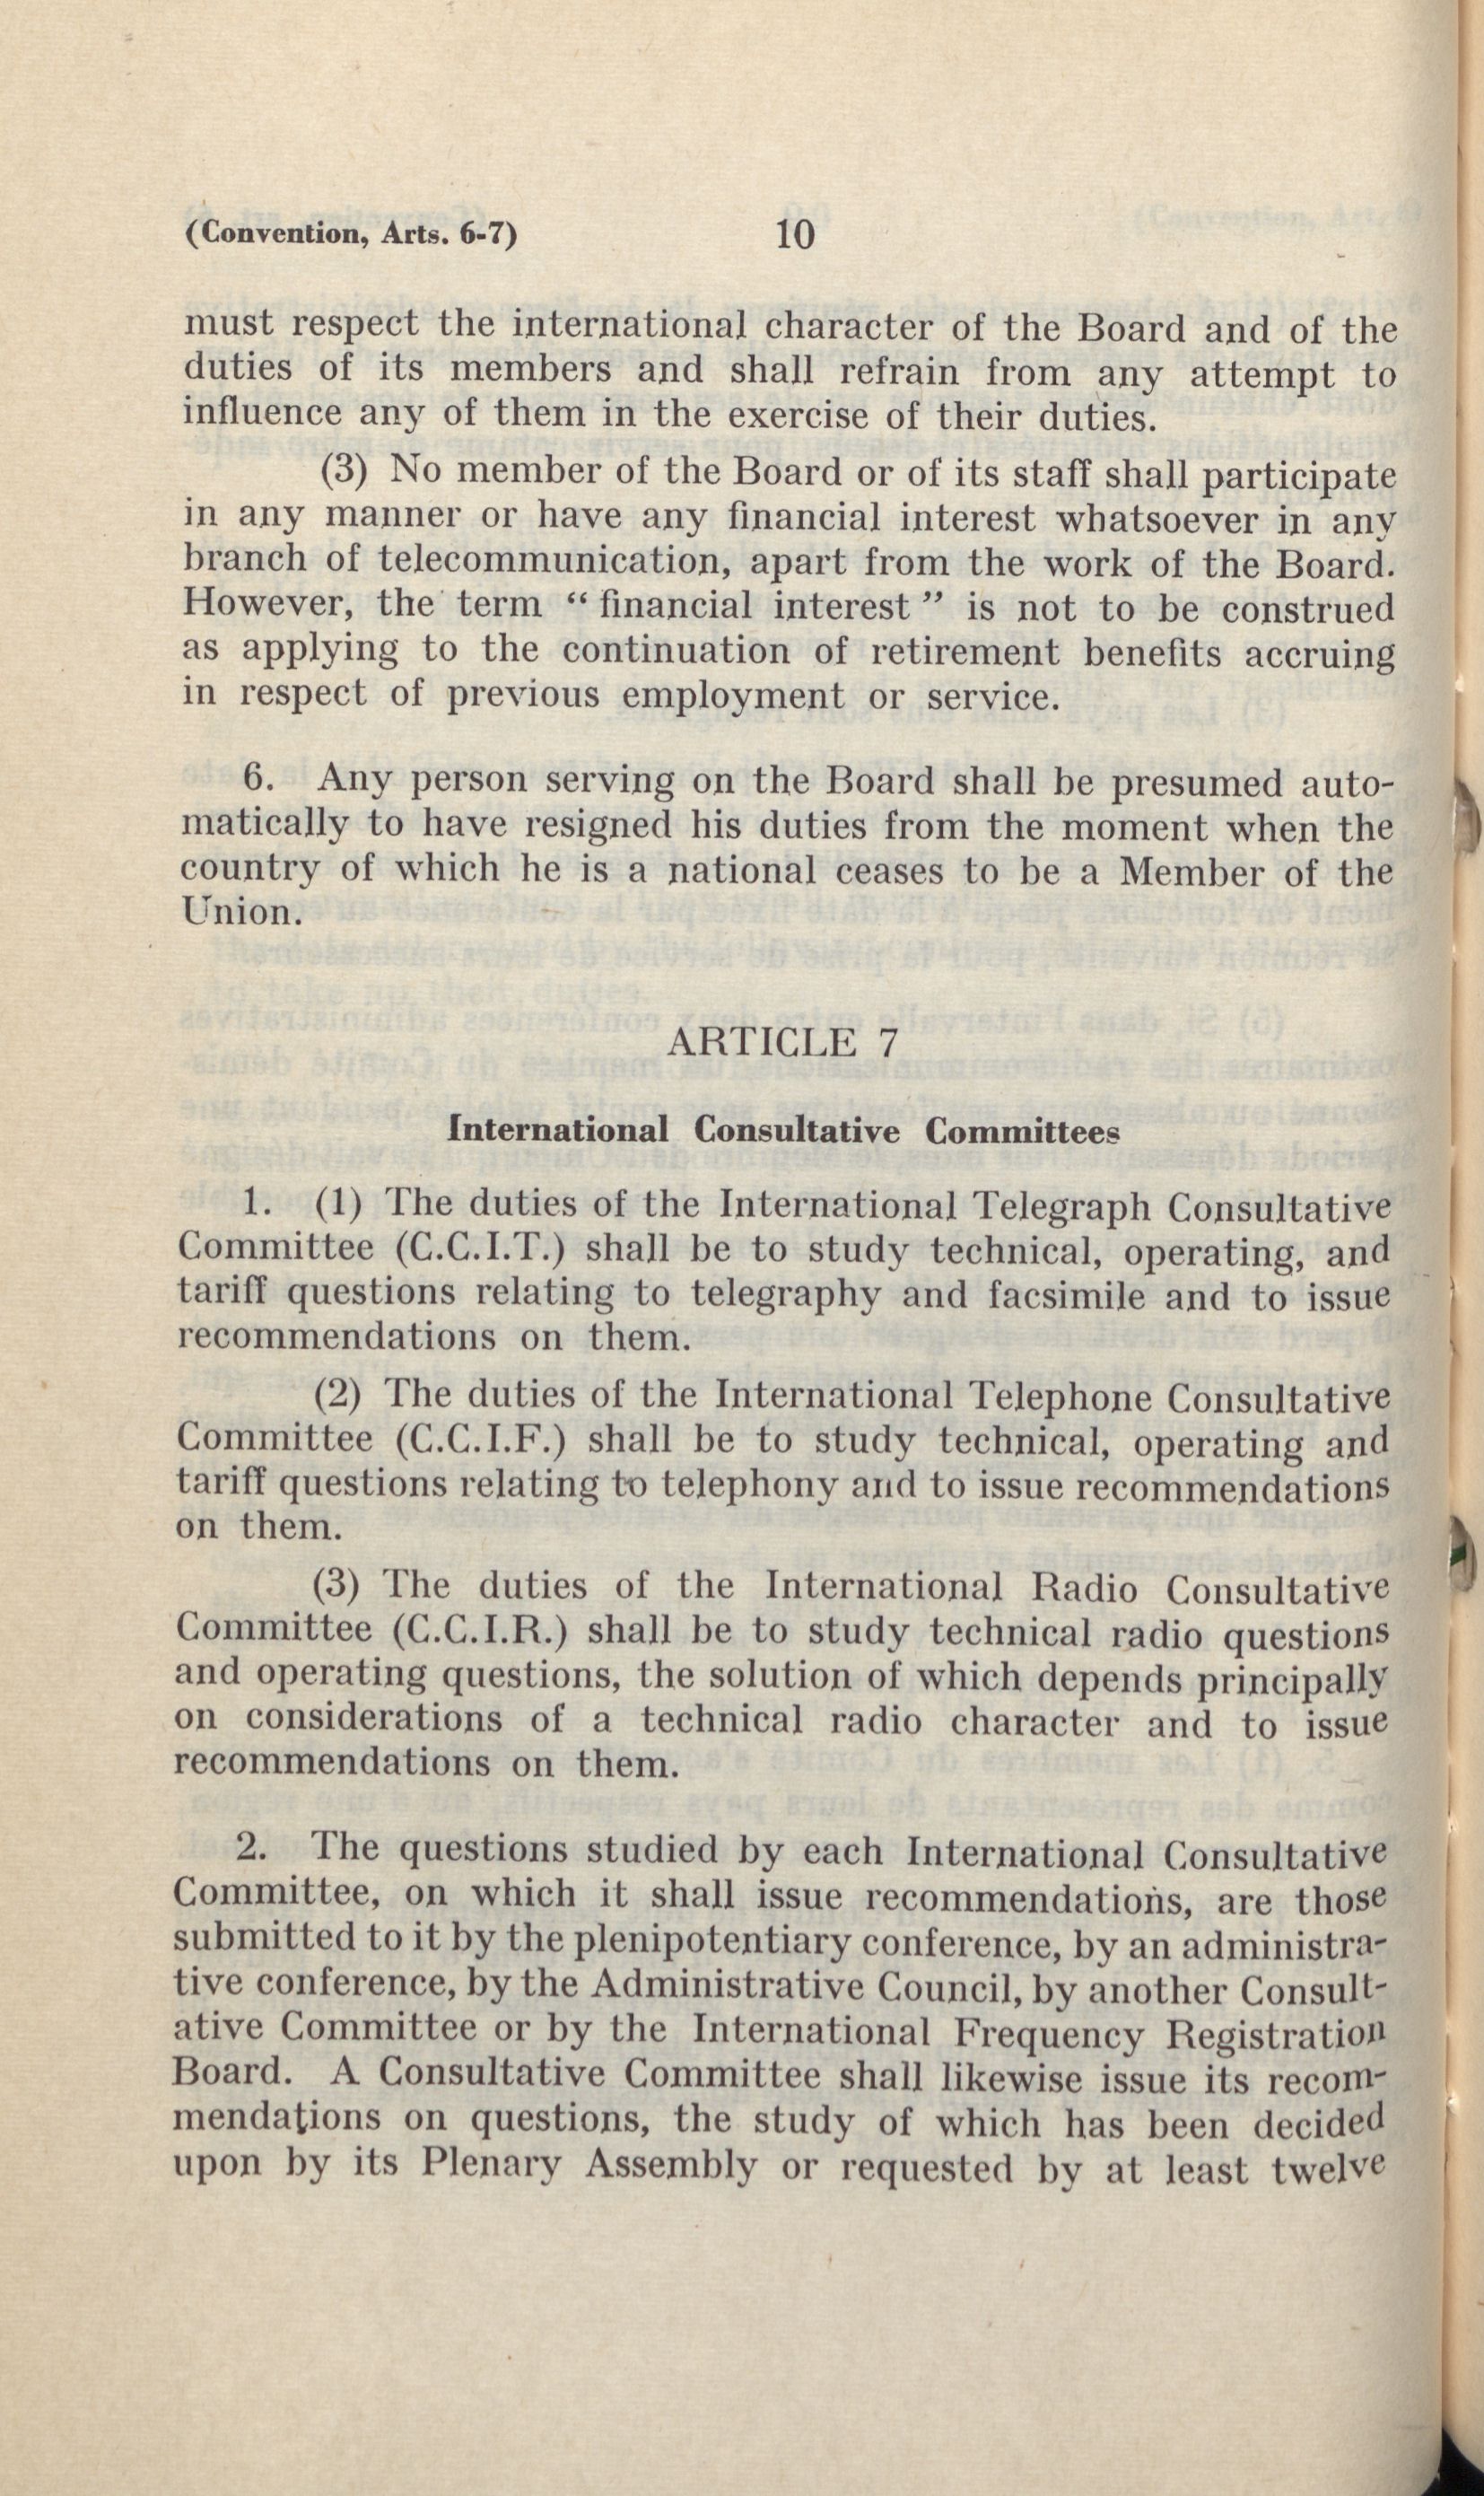 (Convention, Arts. 6-7)
10
must respect the international character of the Board and of the
duties of its members and shall refrain from any attempt to
influence any of them in the exercise of their duties.
(3) No member of the Board or of its staff shall participate
in any manner or have any financial interest whatsoever in any
branch of telecommunication, apart from the work of the Board.
However, the term “ financial interest ” is not to be construed
as applying to the continuation of retirement benefits accruing
in respect of previous employment or service.
6. Any person serving on the Board shall be presumed auto-
matically to have resigned his duties from the moment when the
country of which he is a national ceases to be a Member of the
Union.
ARTICLE 7
International Consultative Committees
1. (1) The duties of the International Telegraph Consultative
Committee (C.C.I.T.) shall be to study technical, operating, and
tariff questions relating to telegraphy and facsimile and to issue
recommendations on them.
(2) The duties of the International Telephone Consultative
Committee (C.C.I.F.) shall be to study technical, operating and
tariff questions relating to telephony and to issue recommendations
on them.
(3) The duties of the International Radio Consultative
Committee (C.C.I.R.) shall be to study technical radio questions
and operating questions, the solution of which depends principally
on considerations of a technical radio character and to issue
recommendations on them.
2. The questions studied by each International Consultative
Committee, on which it shall issue recommendations, are those
submitted to it by the plenipotentiary conference, by an administra-
tive conference, by the Administrative Council, by another Consult-
ative Committee or by the International Frequency Registration
Board. A Consultative Committee shall likewise issue its recom-
mendations on questions, the study of which has been decided
upon by its Plenary Assembly or requested by at least twelve